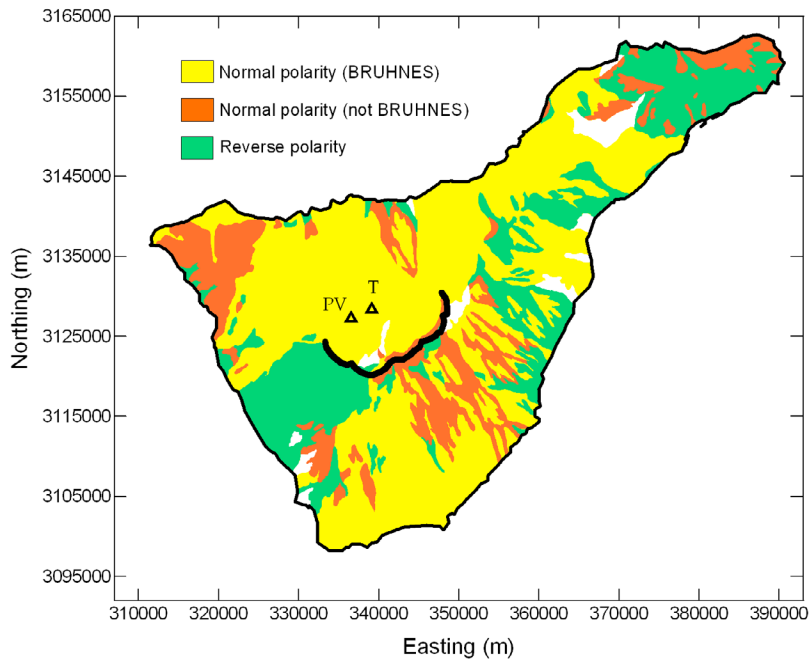 3165000
3155000
3145000
3135000
3125000
3115000
3105000
3095000
Northing (m)
Normal polarity (BRUHNES)
Normal polarity (not BRUHNES)
Reverse polarity
T
PV
310000 320000 330000 340000 350000 360000 370000 380000 390000
Easting (m)